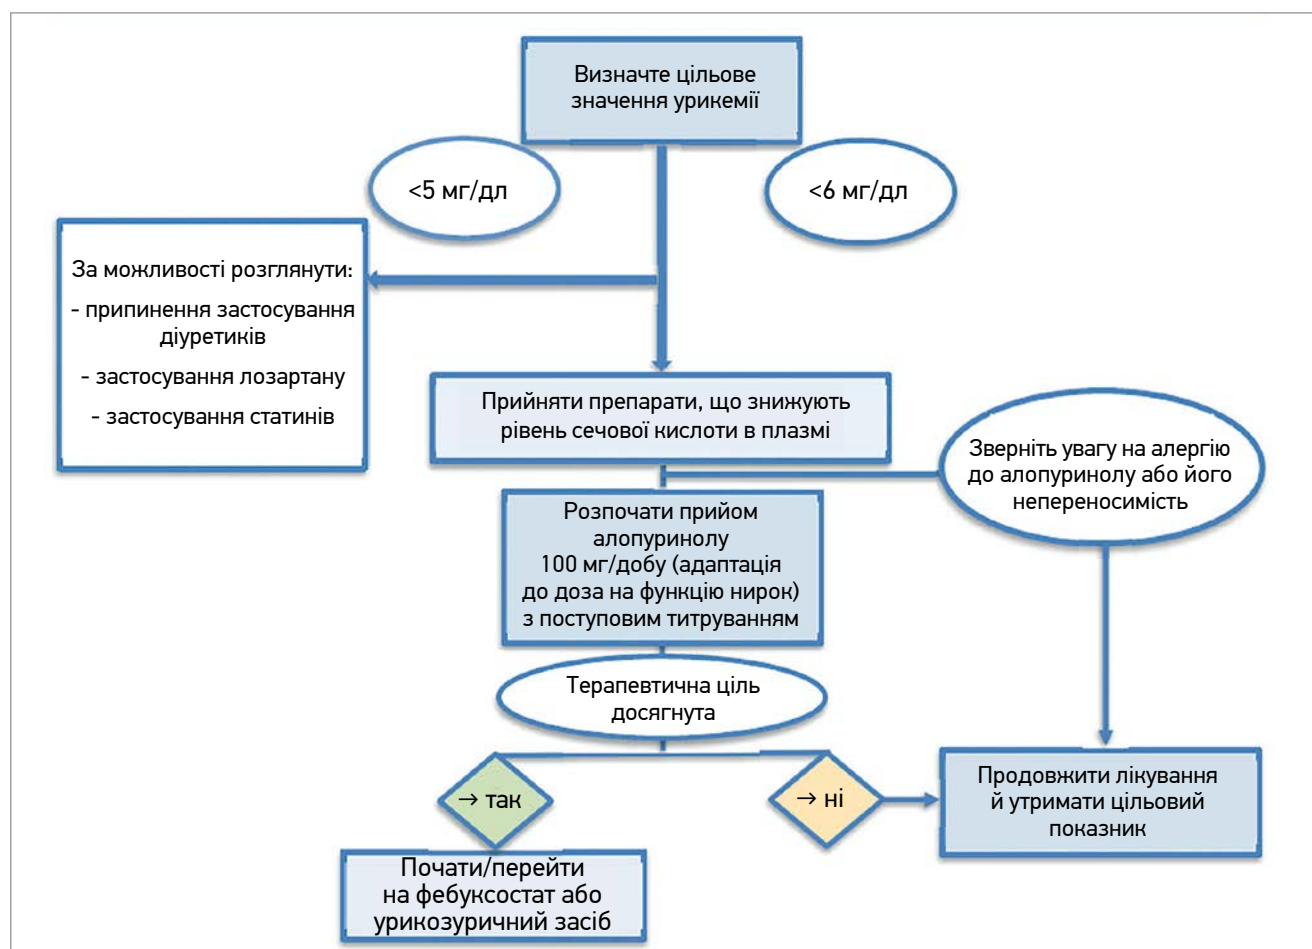 Визначте цільове
значення урикемії
<5 мг/дл
<6 мг/дл
За можливості розглянути:
- припинення застосування
діуретиків
- застосування лозартану
- застосування статинів
Прийняти препарати, що знижують
рівень сечової кислоти в плазмі
Зверніть увагу на алергію
до алопуринолу або його
непереносимість
Розпочати прийом
алопуринолу
100 мг/добу (адаптація
до доза на функцію нирок)
з поступовим титруванням
Терапевтична ціль
досягнута
→ так
→ ні
Продовжити лікування
й утримати цільовий
показник
Почати/перейти
на фебуксостат або
урикозуричний засіб